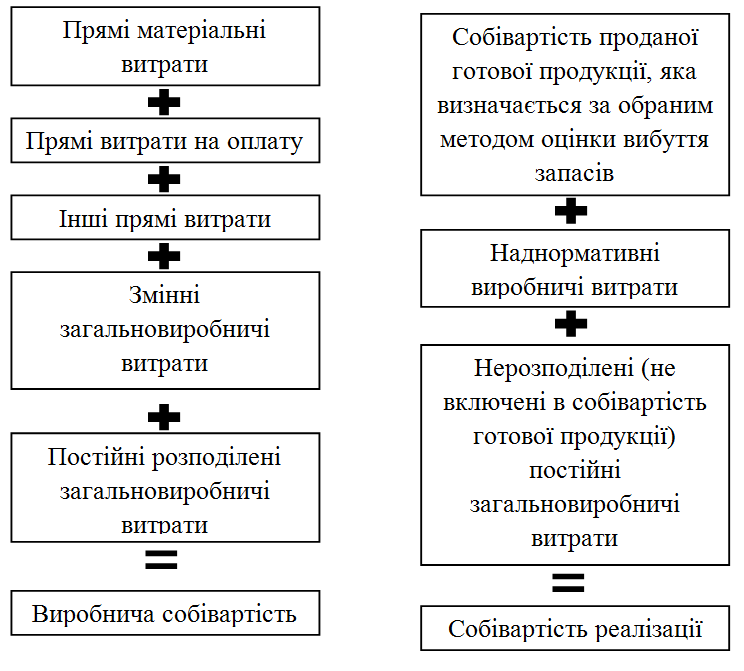 Прямі матеріальні
витрати
Прямі витрати на оплату
Інші прямі витрати
Змінні
загальновиробничі
витрати
Постійні розподілені
загальновиробничі
витрати
Виробнича собівартість
Собівартість проданої
готової продукції, яка
визначається за обраним
методом оцінки вибуття
запасів
Наднормативні
виробничі витрати
Нерозподілені (не
включені в собівартість
готової продукції)
постійні
загальновиробничі
витрати
Собівартість реалізації